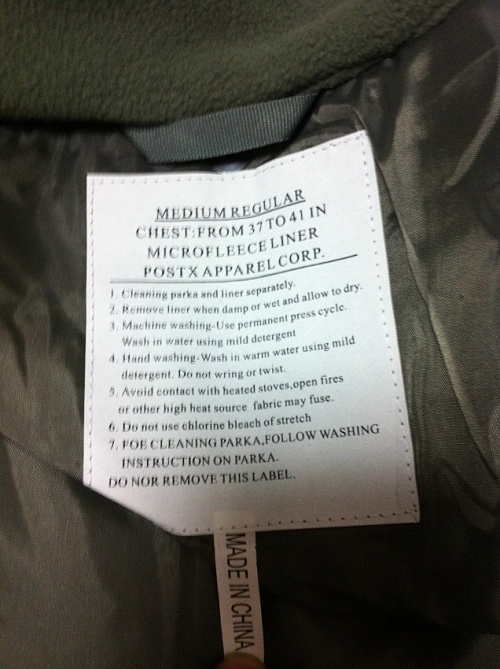 MEDIUM REGULAR
CHEST:FROM 37 TO 41 IN
MICROFLEECE LINER
POSTX APPAREL CORP.
1. Cleaning parka and liner separately.
2. Remove liner when damp or wet and allow to dry.
3. Machine washing-Use permanent press cycle.
Wash in water using mild detergent
4. Hand washing-Wash in warm water using mild
detergent. Do not wring or twist.
5. Avoid contact with heated stoves,open fires
or other high heat source fabric may fuse.
6. Do not use chlorine bleach of stretch
7. FOE CLEANING PARKA,FOLLOW WASHING
INSTRUCTION ON PARKA.
DO NOR REMOVE THIS LABEL.
MADE IN CHINA